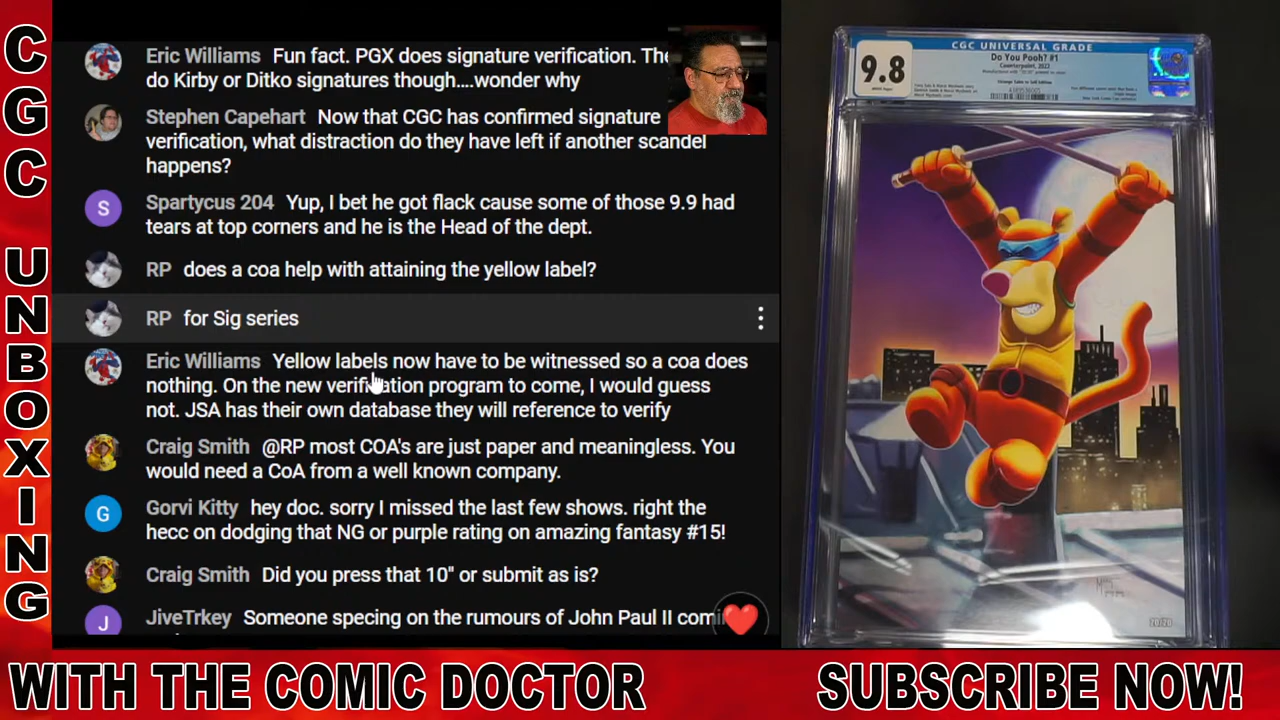 CGC UNBOXING
Eric Williams Fun fact. PGX does signature verification. The
do Kirby or Ditko signatures though....wonder why
Stephen Capehart Now that CGC has confirmed signature
verification, what distraction do they have left if another scandel
happens?
S
Spartycus 204 Yup, I bet he got flack cause some of those 9.9 had
tears at top corners and he is the Head of the dept.
RP does a coa help with attaining the yellow label?
RP for Sig series
Eric Williams Yellow labels now have to be witnessed so a coa does
nothing. On the new verification program to come, I would guess
not. JSA has their own database they will reference to verify
Craig Smith @RP most COA's are just paper and meaningless. You
would need a CoA from a well known company.
G
Gorvi Kitty hey doc. sorry I missed the last few shows. right the
hecc on dodging that NG or purple rating on amazing fantasy #15!
Craig Smith Did you press that 10" or submit as is?
J
JiveTrkey Someone specing on the rumours of John Paul II comi
CGC UNIVERSAL GRADE
9.8
Do You Pooh? #1
Counterpoint, 2022
20/20
WITH THE COMIC DOCTOR
SUBSCRIBE NOW!